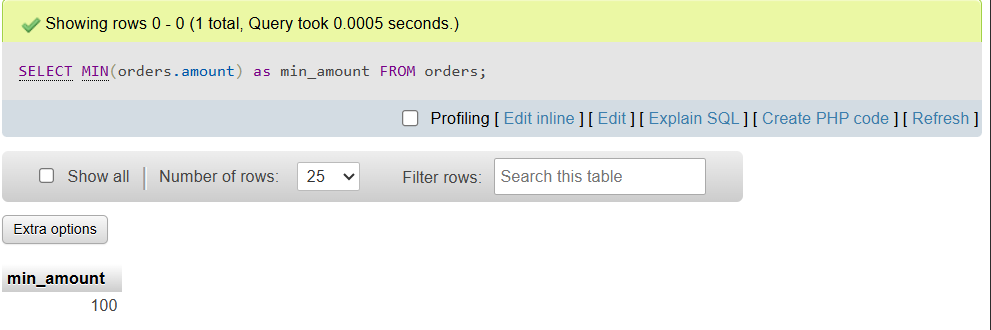 Showing rows 0 - 0 (1 total, Query took 0.0005 seconds.)
SELECT MIN(orders.amount) as min_amount FROM orders;
Profiling [ Edit inline ] [ Edit ] [ Explain SQL ] [ Create PHP code ] [ Refresh ]
Show all Number of rows: 25 Filter rows: Search this table
Extra options
min_amount
100